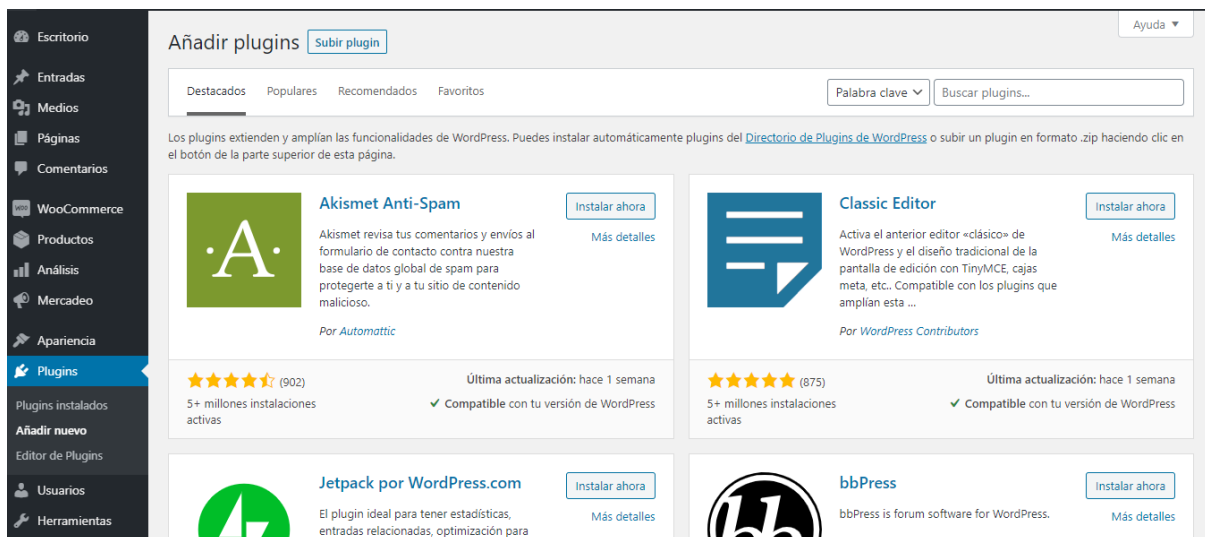 Ayuda ▼
Escritorio
Entradas
Medios
Páginas
Comentarios
WooCommerce
Productos
Análisis
Mercadeo
Apariencia
Plugins
Plugins instalados
Añadir nuevo
Editor de Plugins
Usuarios
Herramientas
Añadir plugins Subir plugin
Destacados Populares Recomendados Favoritos Palabra clave Buscar plugins...
Los plugins extienden y amplían las funcionalidades de WordPress. Puedes instalar automáticamente plugins del Directorio de Plugins de WordPress o subir un plugin en formato .zip haciendo clic en
el botón de la parte superior de esta página.
·A·
Akismet Anti-Spam
Instalar ahora
Más detalles
Akismet revisa tus comentarios y envíos al
formulario de contacto contra nuestra
base de datos global de spam para
protegerte a ti y a tu sitio de contenido
malicioso.
Por Automattic
(902)
5+ millones instalaciones
activas
Última actualización: hace 1 semana
✓ Compatible con tu versión de WordPress
Classic Editor
Instalar ahora
Más detalles
Activa el anterior editor «clásico» de
WordPress y el diseño tradicional de la
pantalla de edición con TinyMCE, cajas
meta, etc.. Compatible con los plugins que
amplían esta ...
Por WordPress Contributors
(875)
5+ millones instalaciones
activas
Última actualización: hace 1 semana
✓ Compatible con tu versión de WordPress
Jetpack por WordPress.com
Instalar ahora
Más detalles
El plugin ideal para tener estadísticas,
entradas relacionadas, optimización para
bb
bbPress
Instalar ahora
Más detalles
bbPress is forum software for WordPress.